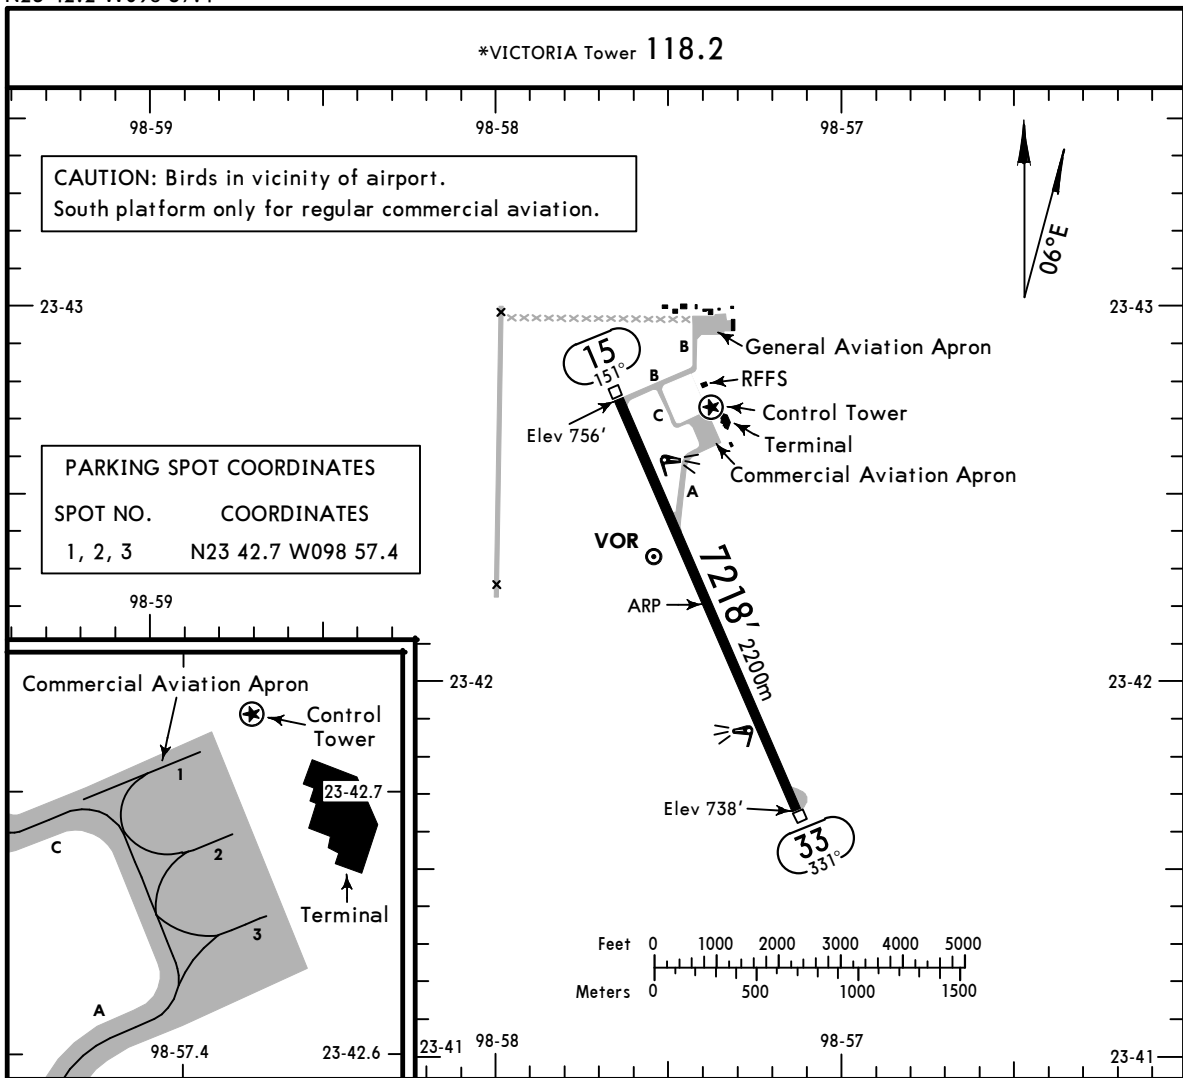 *VICTORIA Tower 118.2
98-59
98-58
98-57
CAUTION: Birds in vicinity of airport.
South platform only for regular commercial aviation.
06°E
23-43
23-43
15
151°
B
B
C
A
General Aviation Apron
RFFS
Control Tower
Terminal
Commercial Aviation Apron
Elev 756'
PARKING SPOT COORDINATES
SPOT NO. COORDINATES
1, 2, 3 N23 42.7 W098 57.4
VOR
ARP
7218'
2200m
98-59
23-42
23-42
Elev 738'
33
331°
Commercial Aviation Apron
Control
Tower
1
23-42.7
C
2
Terminal
3
A
98-57.4
23-42.6
Feet 0 1000 2000 3000 4000 5000
Meters 0 500 1000 1500
23-41
98-58
98-57
23-41